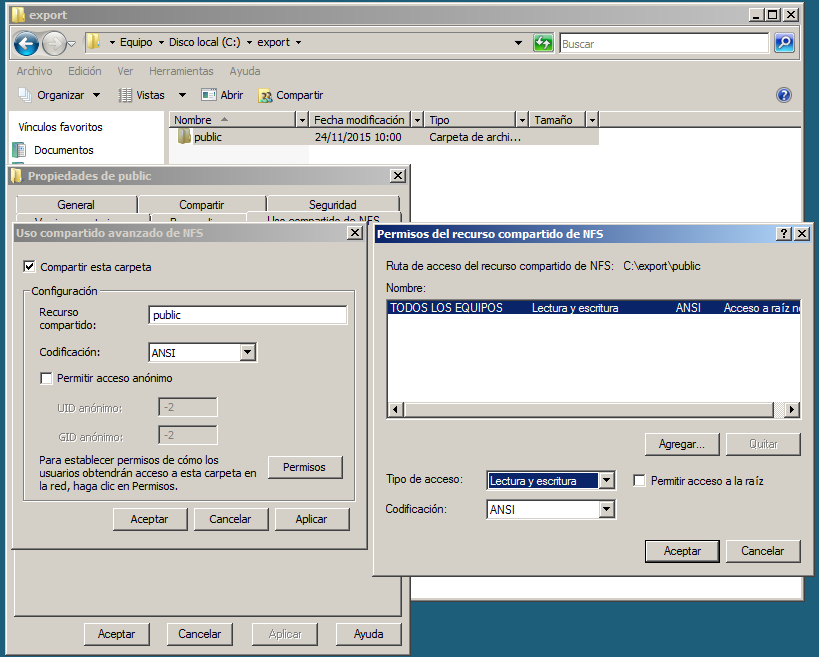 export
Equipo Disco local (C:) export
Buscar
Archivo Edición Ver Herramientas Ayuda
Organizar Vistas Abrir Compartir
Vínculos favoritos
Documentos
Nombre Fecha modificación Tipo Tamaño
public 24/11/2015 10:00 Carpeta de archi...
Propiedades de public
General Compartir Seguridad
Uso compartido de NFS
Uso compartido avanzado de NFS
Compartir esta carpeta
Configuración
Recurso
compartido:
public
Codificación: ANSI
Permitir acceso anónimo
UID anónimo: -2
GID anónimo: -2
Para establecer permisos de cómo los
usuarios obtendrán acceso a esta carpeta en
la red, haga clic en Permisos.
Permisos
Aceptar Cancelar Aplicar
Permisos del recurso compartido de NFS
Ruta de acceso del recurso compartido de NFS: C:\export\public
Nombre:
TODOS LOS EQUIPOS Lectura y escritura ANSI Acceso a raíz
Agregar... Quitar
Tipo de acceso: Lectura y escritura Permitir acceso a la raíz
Codificación: ANSI
Aceptar Cancelar
Aceptar Cancelar Aplicar Ayuda